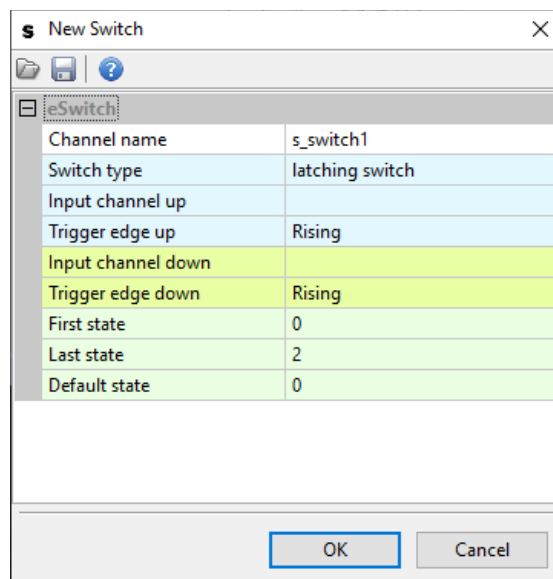 s New Switch
eSwitch
Channel name s_switch1
Switch type latching switch
Input channel up
Trigger edge up Rising
Input channel down
Trigger edge down Rising
First state 0
Last state 2
Default state 0
OK Cancel